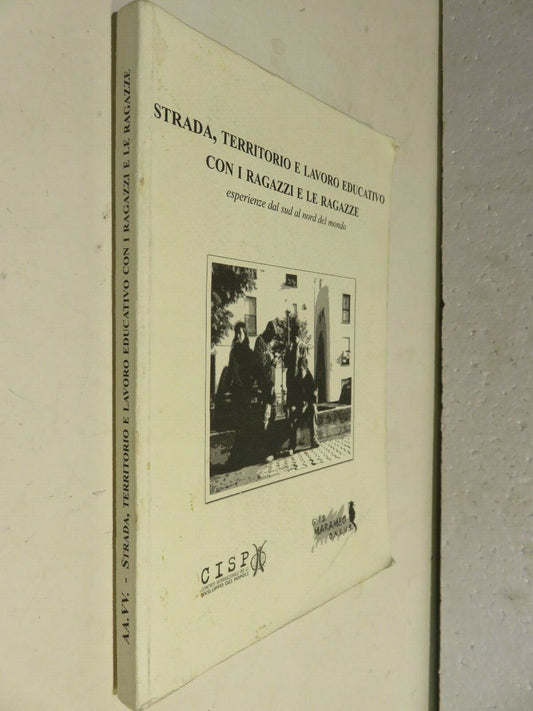 AA.VV. - STRADA, TERRITORIO E LAVORO EDUCATIVO CON I RAGAZZI E LE RAGAZZE
STRADA, TERRITORIO E LAVORO EDUCATIVO
CON I RAGAZZI E LE RAGAZZE
esperienze dal sud al nord del mondo
CISP
SVILUPPO DEI POPOLI
MARAMEO